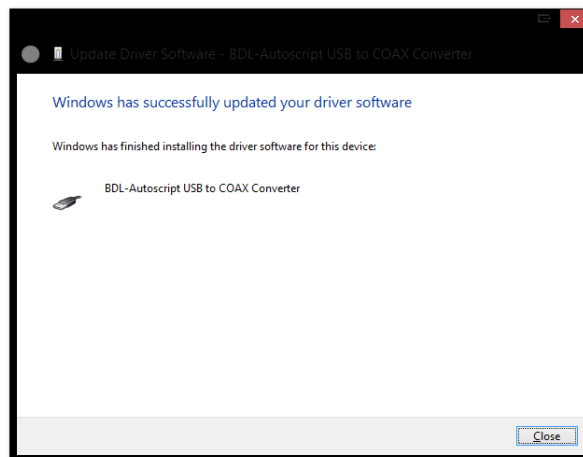 Update Driver Software - BDL-Autoscript USB to COAX Converter
Windows has successfully updated your driver software
Windows has finished installing the driver software for this device:
BDL-Autoscript USB to COAX Converter
Close